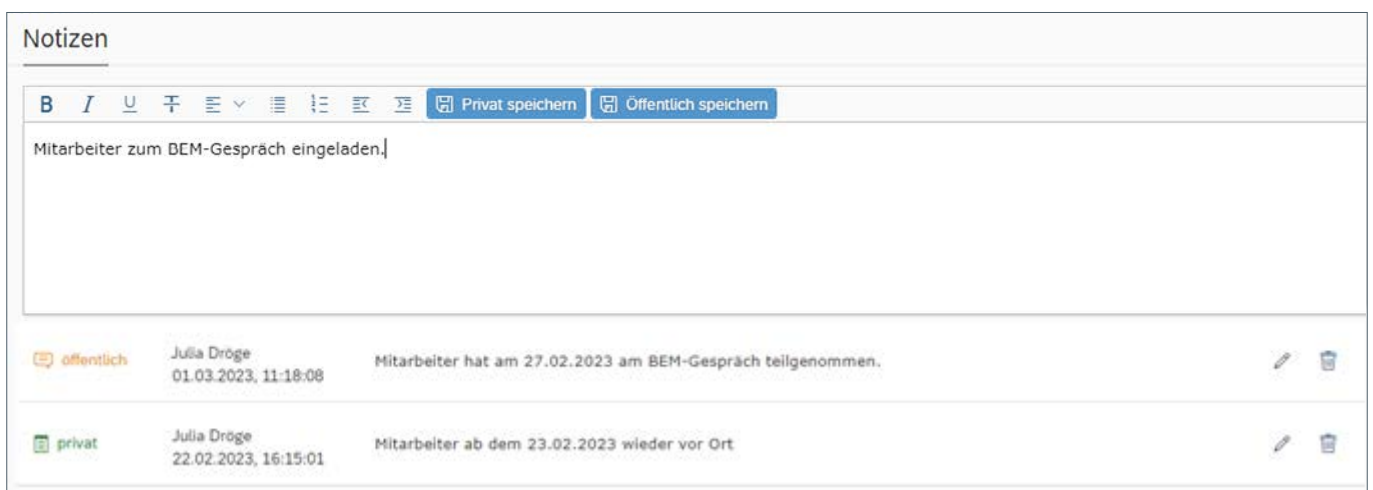 Notizen
B I U Privat speichern Öffentlich speichern
Mitarbeiter zum BEM-Gespräch eingeladen.
öffentlich Julia Dröge Mitarbeiter hat am 27.02.2023 am BEM-Gespräch teilgenommen.
01.03.2023, 11:18:08
privat Julia Dröge Mitarbeiter ab dem 23.02.2023 wieder vor Ort
22.02.2023, 16:15:01